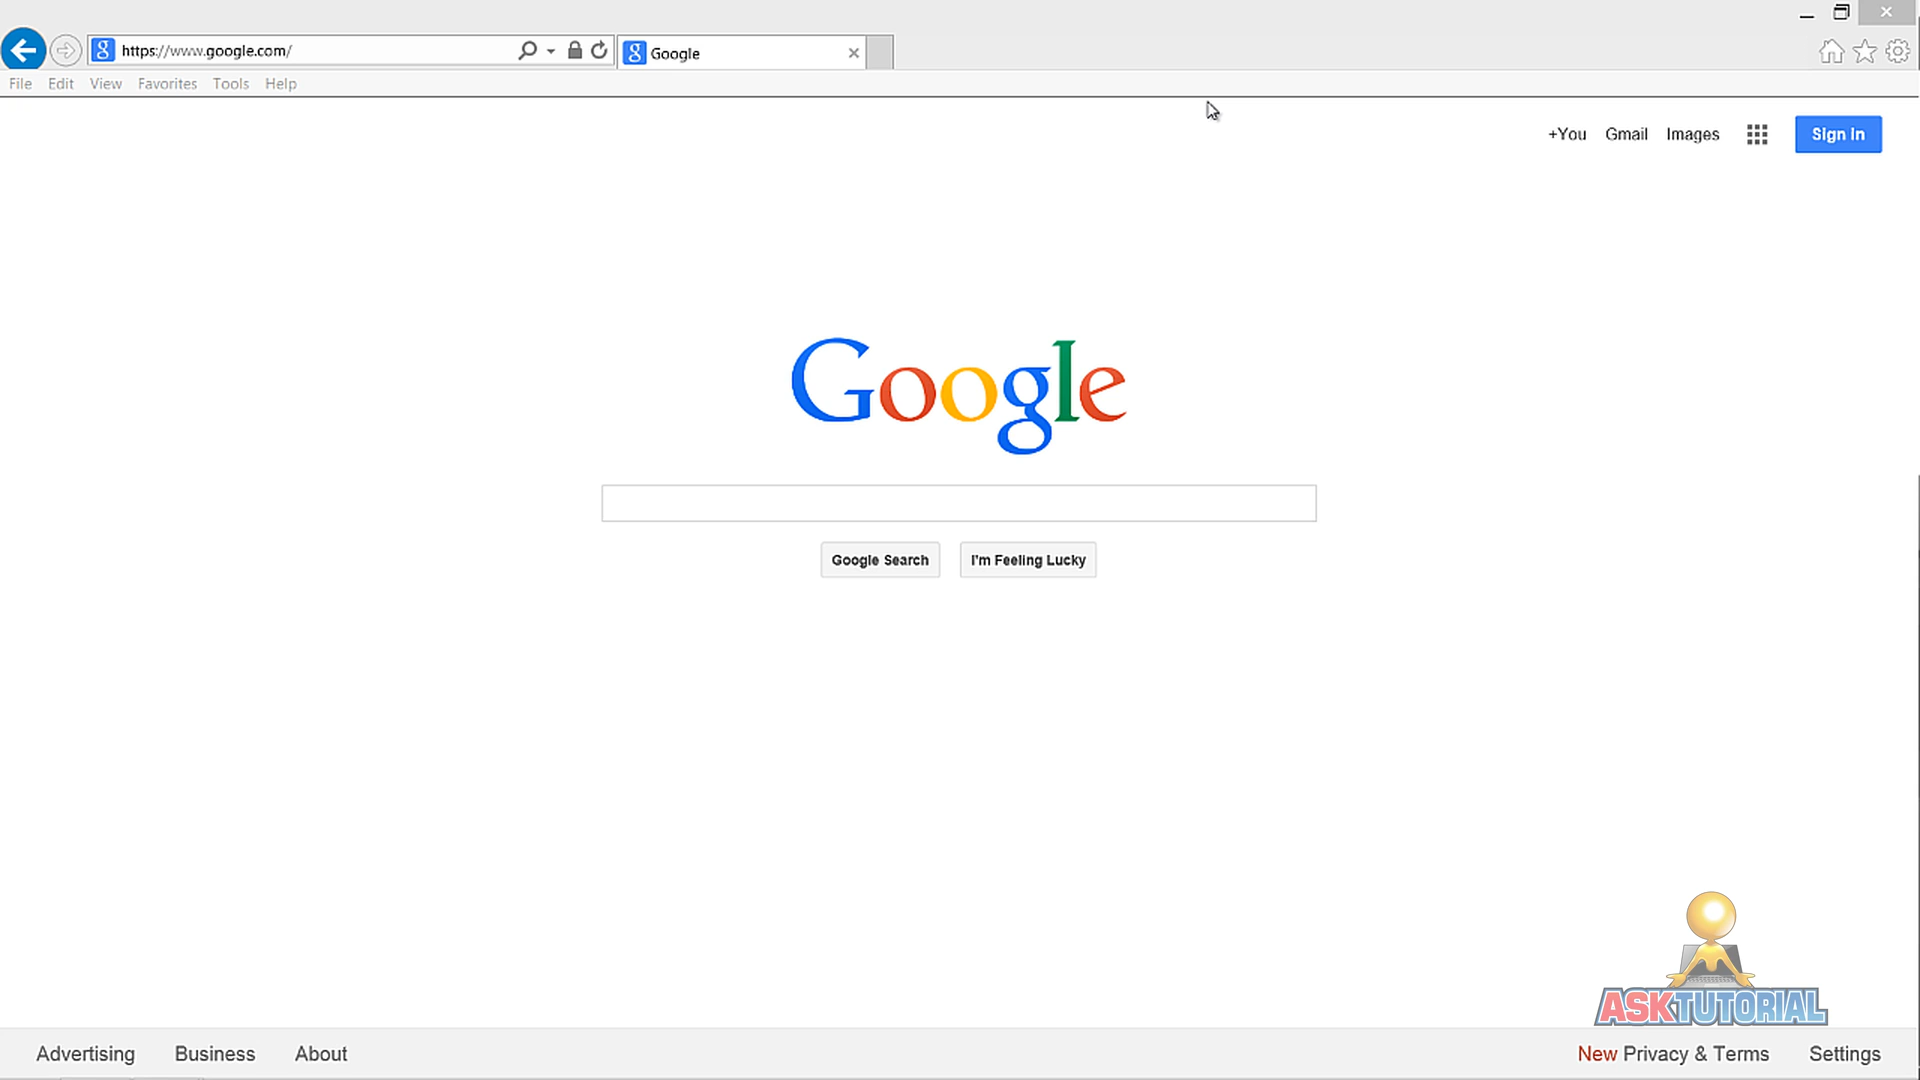 https://www.google.com/
Google
File Edit View Favorites Tools Help
+You Gmail Images Sign in
Google
Google Search I'm Feeling Lucky
ASKTUTORIAL
Advertising Business About New Privacy & Terms Settings